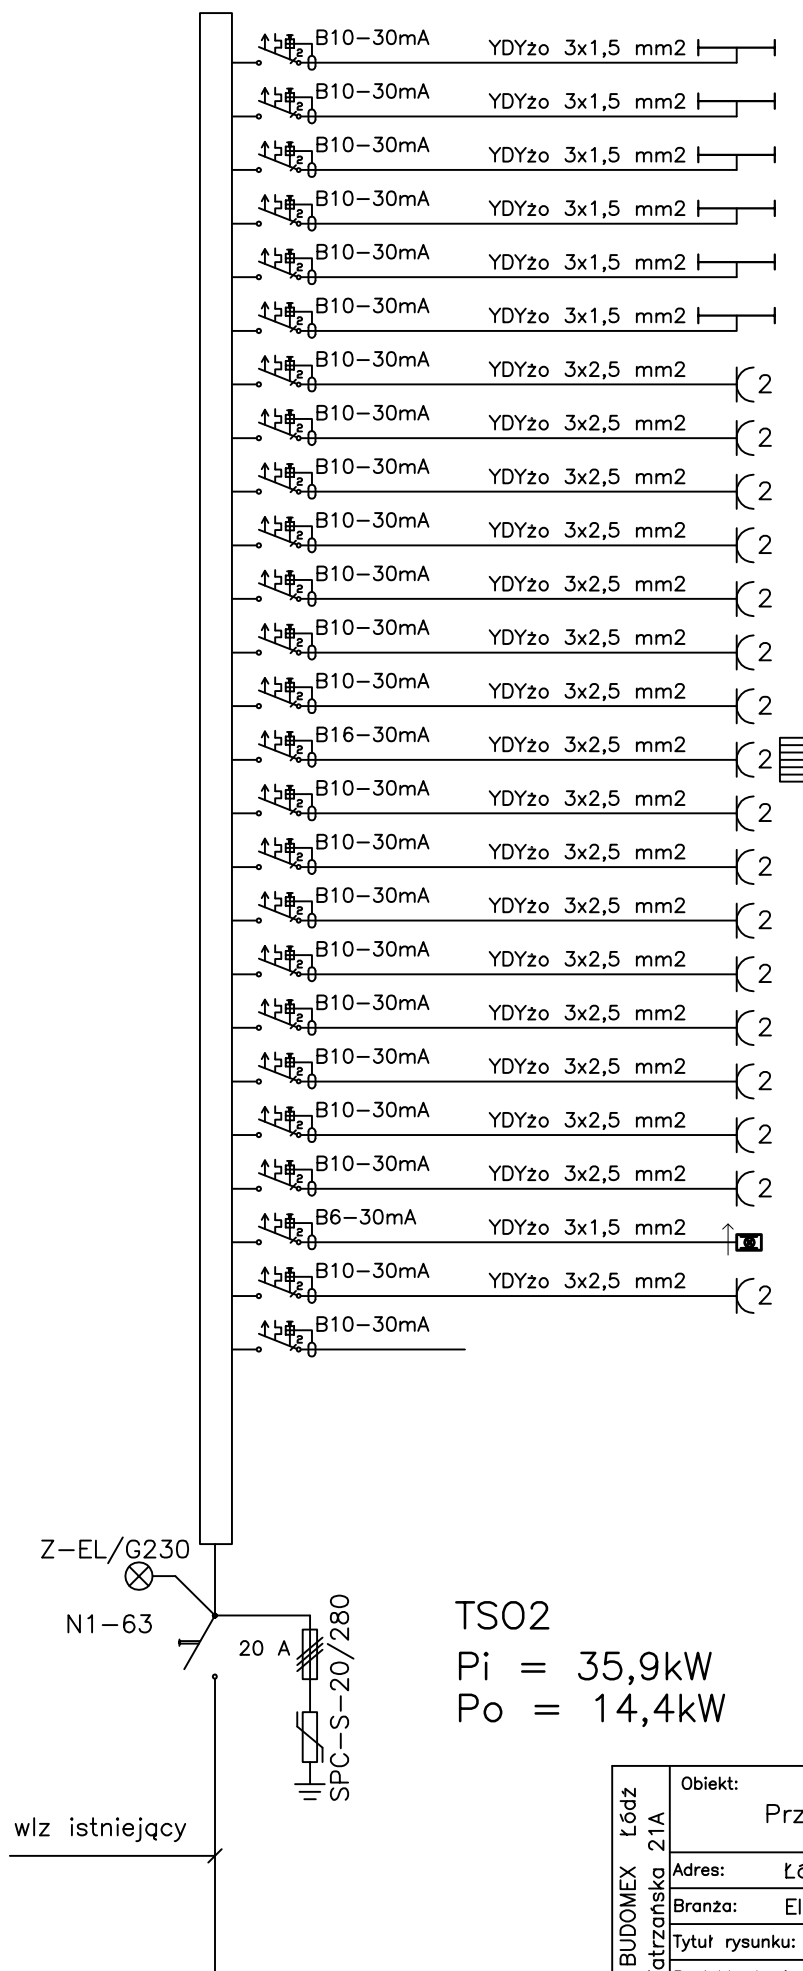 B10-30mA YDYżo 3x1,5 mm2
B10-30mA YDYżo 3x1,5 mm2
B10-30mA YDYżo 3x1,5 mm2
B10-30mA YDYżo 3x1,5 mm2
B10-30mA YDYżo 3x1,5 mm2
B10-30mA YDYżo 3x1,5 mm2
B10-30mA YDYżo 3x2,5 mm2 2
B10-30mA YDYżo 3x2,5 mm2 2
B10-30mA YDYżo 3x2,5 mm2 2
B10-30mA YDYżo 3x2,5 mm2 2
B10-30mA YDYżo 3x2,5 mm2 2
B10-30mA YDYżo 3x2,5 mm2 2
B10-30mA YDYżo 3x2,5 mm2 2
B16-30mA YDYżo 3x2,5 mm2 2
B10-30mA YDYżo 3x2,5 mm2 2
B10-30mA YDYżo 3x2,5 mm2 2
B10-30mA YDYżo 3x2,5 mm2 2
B10-30mA YDYżo 3x2,5 mm2 2
B10-30mA YDYżo 3x2,5 mm2 2
B10-30mA YDYżo 3x2,5 mm2 2
B10-30mA YDYżo 3x2,5 mm2 2
B10-30mA YDYżo 3x2,5 mm2 2
B6-30mA YDYżo 3x1,5 mm2
B10-30mA YDYżo 3x2,5 mm2 2
B10-30mA
Z-EL/G230
N1-63
20 A
SPC-S-20/280
TSO2
Pi = 35,9kW
Po = 14,4kW
wlz istniejący
BUDOMEX Łódź
21A
Obiekt:
Adres:
Branża:
Tytuł rysunku: